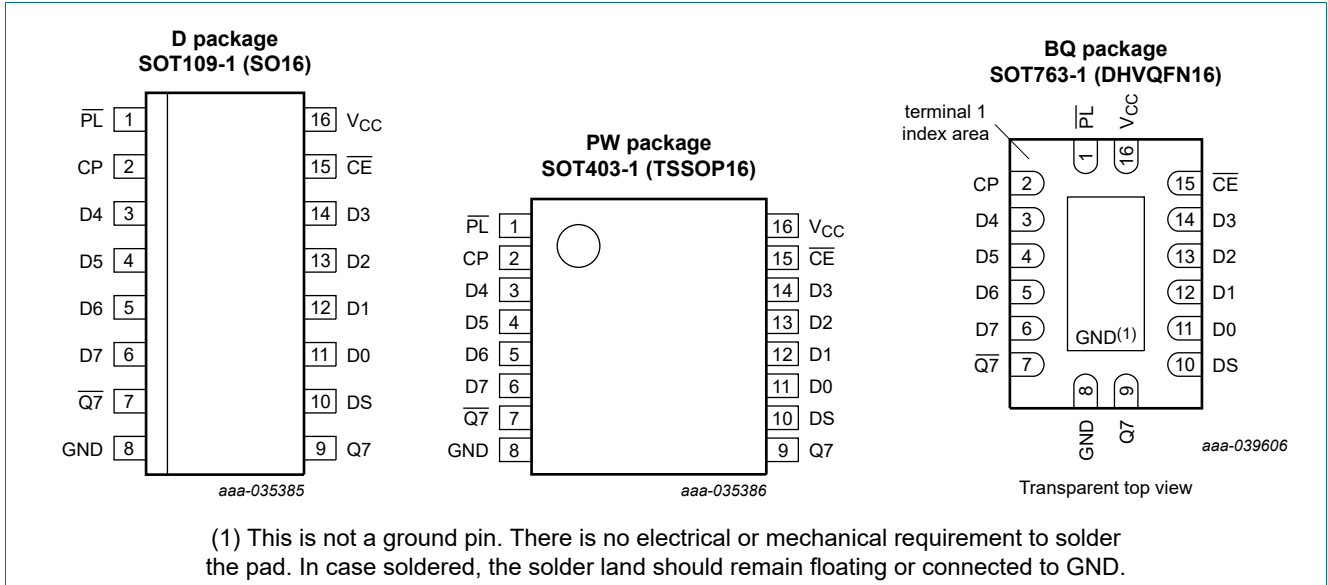 D package
SOT109-1 (SO16)
PL 1
CP 2
D4 3
D5 4
D6 5
D7 6
Q7 7
GND 8
16 VCC
15 CE
14 D3
13 D2
12 D1
11 D0
10 DS
9 Q7
aaa-035385
PW package
SOT403-1 (TSSOP16)
PL 1
CP 2
D4 3
D5 4
D6 5
D7 6
Q7 7
GND 8
16 VCC
15 CE
14 D3
13 D2
12 D1
11 D0
10 DS
9 Q7
aaa-035386
BQ package
SOT763-1 (DHVQFN16)
terminal 1
index area
PL 1
VCC 16
CP 2
D4 3
D5 4
D6 5
D7 6
Q7 7
15 CE
14 D3
13 D2
12 D1
11 D0
10 DS
GND(1)
8 GND
9 Q7
aaa-039606
Transparent top view
(1) This is not a ground pin. There is no electrical or mechanical requirement to solder
the pad. In case soldered, the solder land should remain floating or connected to GND.